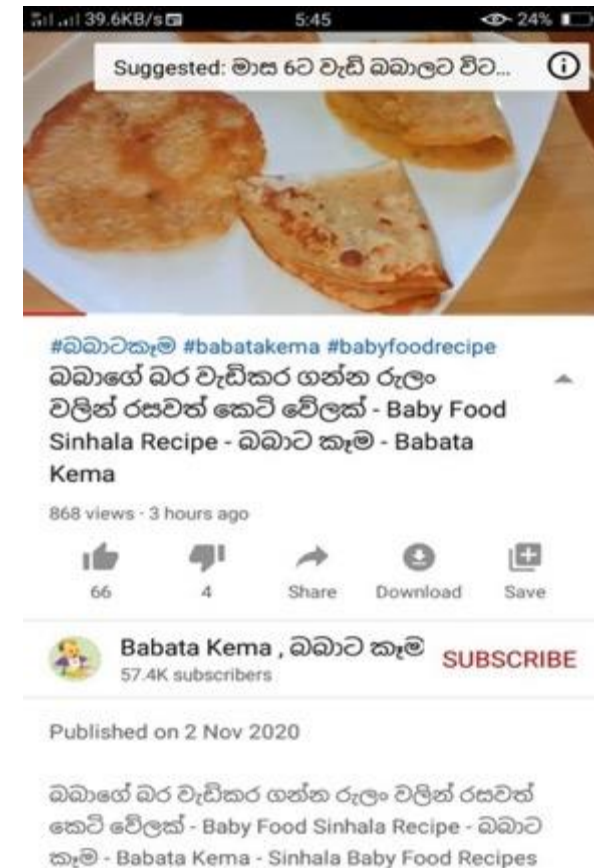 39.6KB/s 5:45 24%
Suggested: මාස 6ට වැඩි බබාලට විට...
#බබාටකෑම #babatakema #babyfoodrecipe
බබාගේ බර වැඩිකර ගන්න රුලං
වලින් රසවත් කෙටි වේලක් - Baby Food
Sinhala Recipe - බබාට කෑම - Babata
Kema
868 views · 3 hours ago
66 4 Share Download Save
Babata Kema , බබාට කෑම SUBSCRIBE
57.4K subscribers
Published on 2 Nov 2020
බබාගේ බර වැඩිකර ගන්න රුලං වලින් රසවත්
කෙටි වේලක් - Baby Food Sinhala Recipe - බබාට
කෑම - Babata Kema - Sinhala Baby Food Recipes